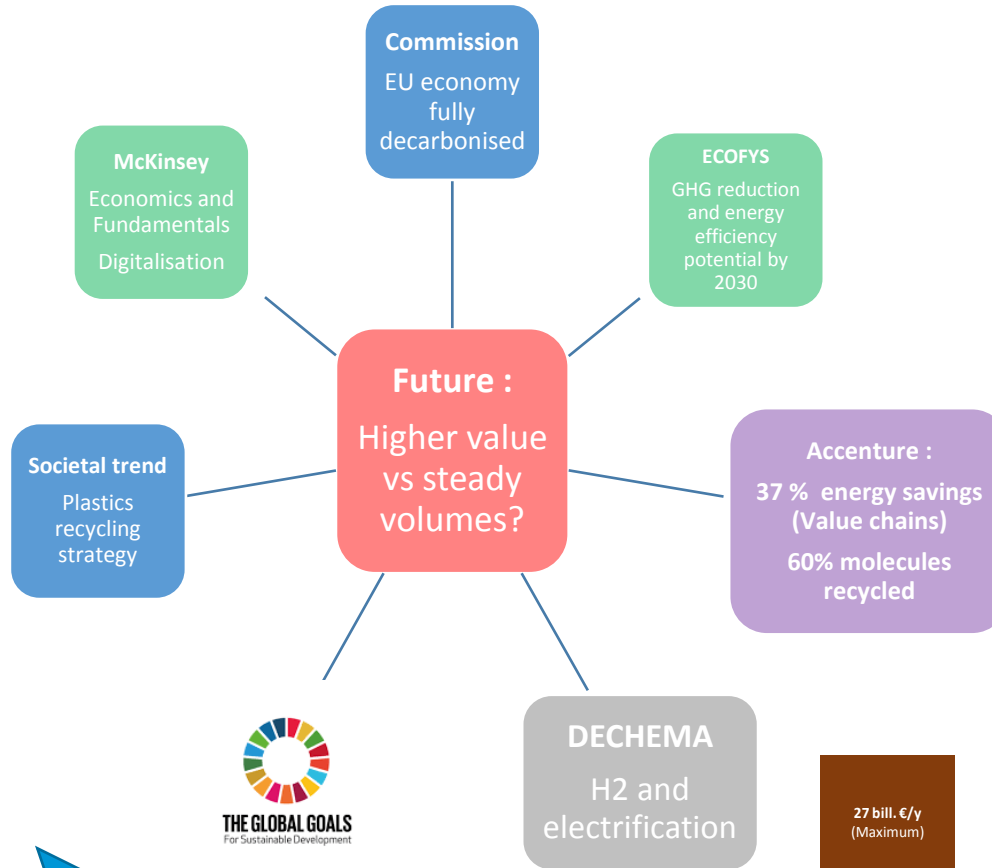 Commission
EU economy
fully
decarbonised
McKinsey
Economics and
Fundamentals
Digitalisation
ECOFYS
GHG reduction
and energy
efficiency
potential by
2030
Future :
Higher value
vs steady
volumes?
Societal trend
Plastics
recycling
strategy
Accenture :
37 % energy savings
(Value chains)
60% molecules
recycled
THE GLOBAL GOALS
For Sustainable Development
DECHEMA
H2 and
electrification
27 bill. €/y
(Maximum)